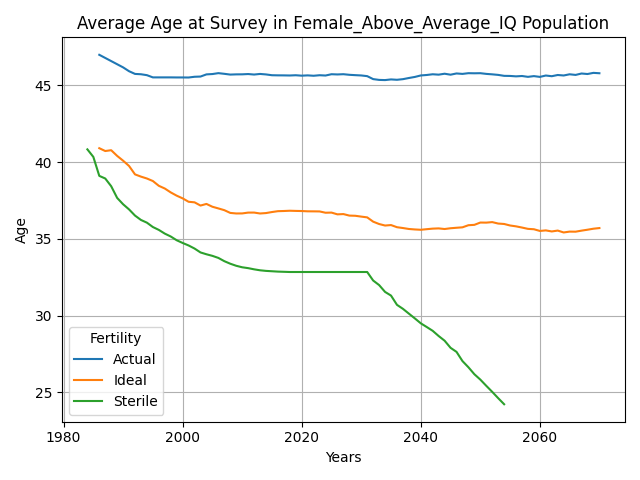 Average Age at Survey in Female_Above_Average_IQ Population
Age
45
40
35
30
25
Fertility
Actual
Ideal
Sterile
1980
2000
2020
2040
2060
Years